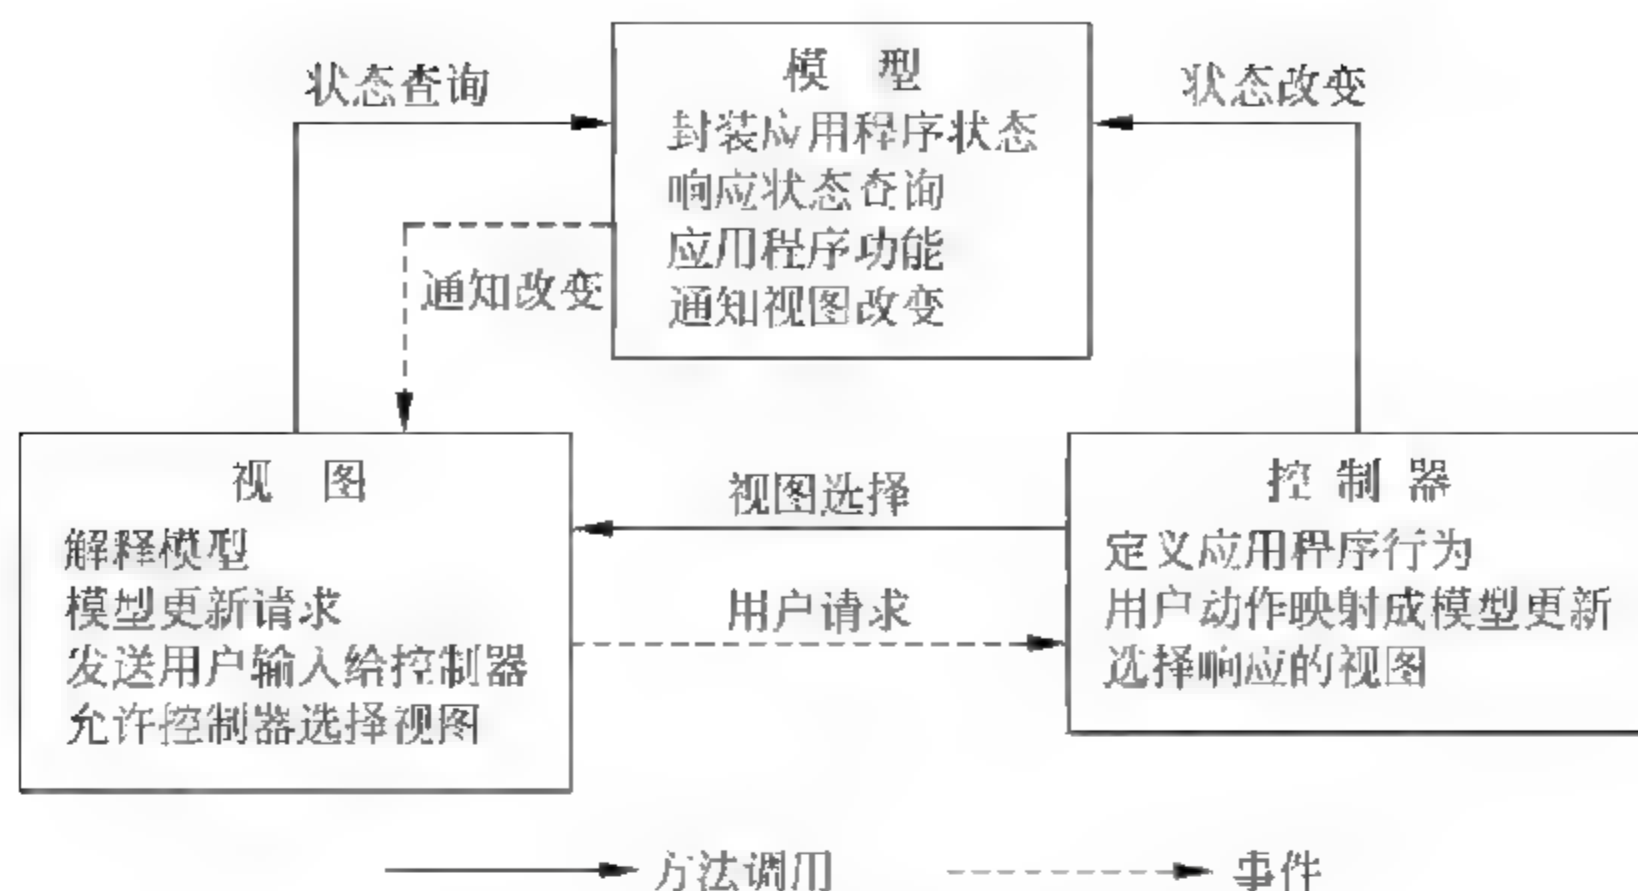 状态查询
模 型
状态改变
封装应用程序状态
响应状态查询
应用程序功能
通知视图改变
通知改变
视 图
解释模型
模型更新请求
发送用户输入给控制器
允许控制器选择视图
视图选择
用户请求
控 制 器
定义应用程序行为
用户动作映射成模型更新
选择响应的视图
方法调用
事件